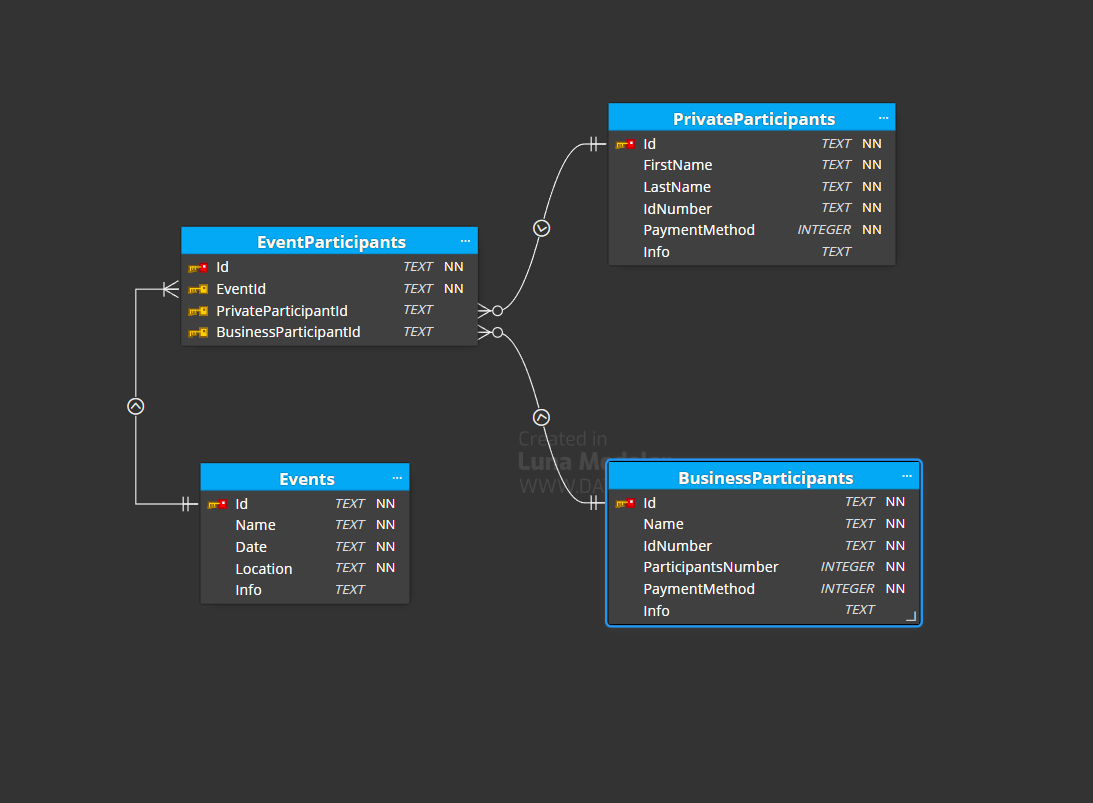 PrivateParticipants ...
Id TEXT NN
FirstName TEXT NN
LastName TEXT NN
IdNumber TEXT NN
PaymentMethod INTEGER NN
Info TEXT
EventParticipants ...
Id TEXT NN
EventId TEXT NN
PrivateParticipantId TEXT
BusinessParticipantId TEXT
Created in
Luna Modeler
WWW.DA
Events ...
Id TEXT NN
Name TEXT NN
Date TEXT NN
Location TEXT NN
Info TEXT
BusinessParticipants ...
Id TEXT NN
Name TEXT NN
IdNumber TEXT NN
ParticipantsNumber INTEGER NN
PaymentMethod INTEGER NN
Info TEXT